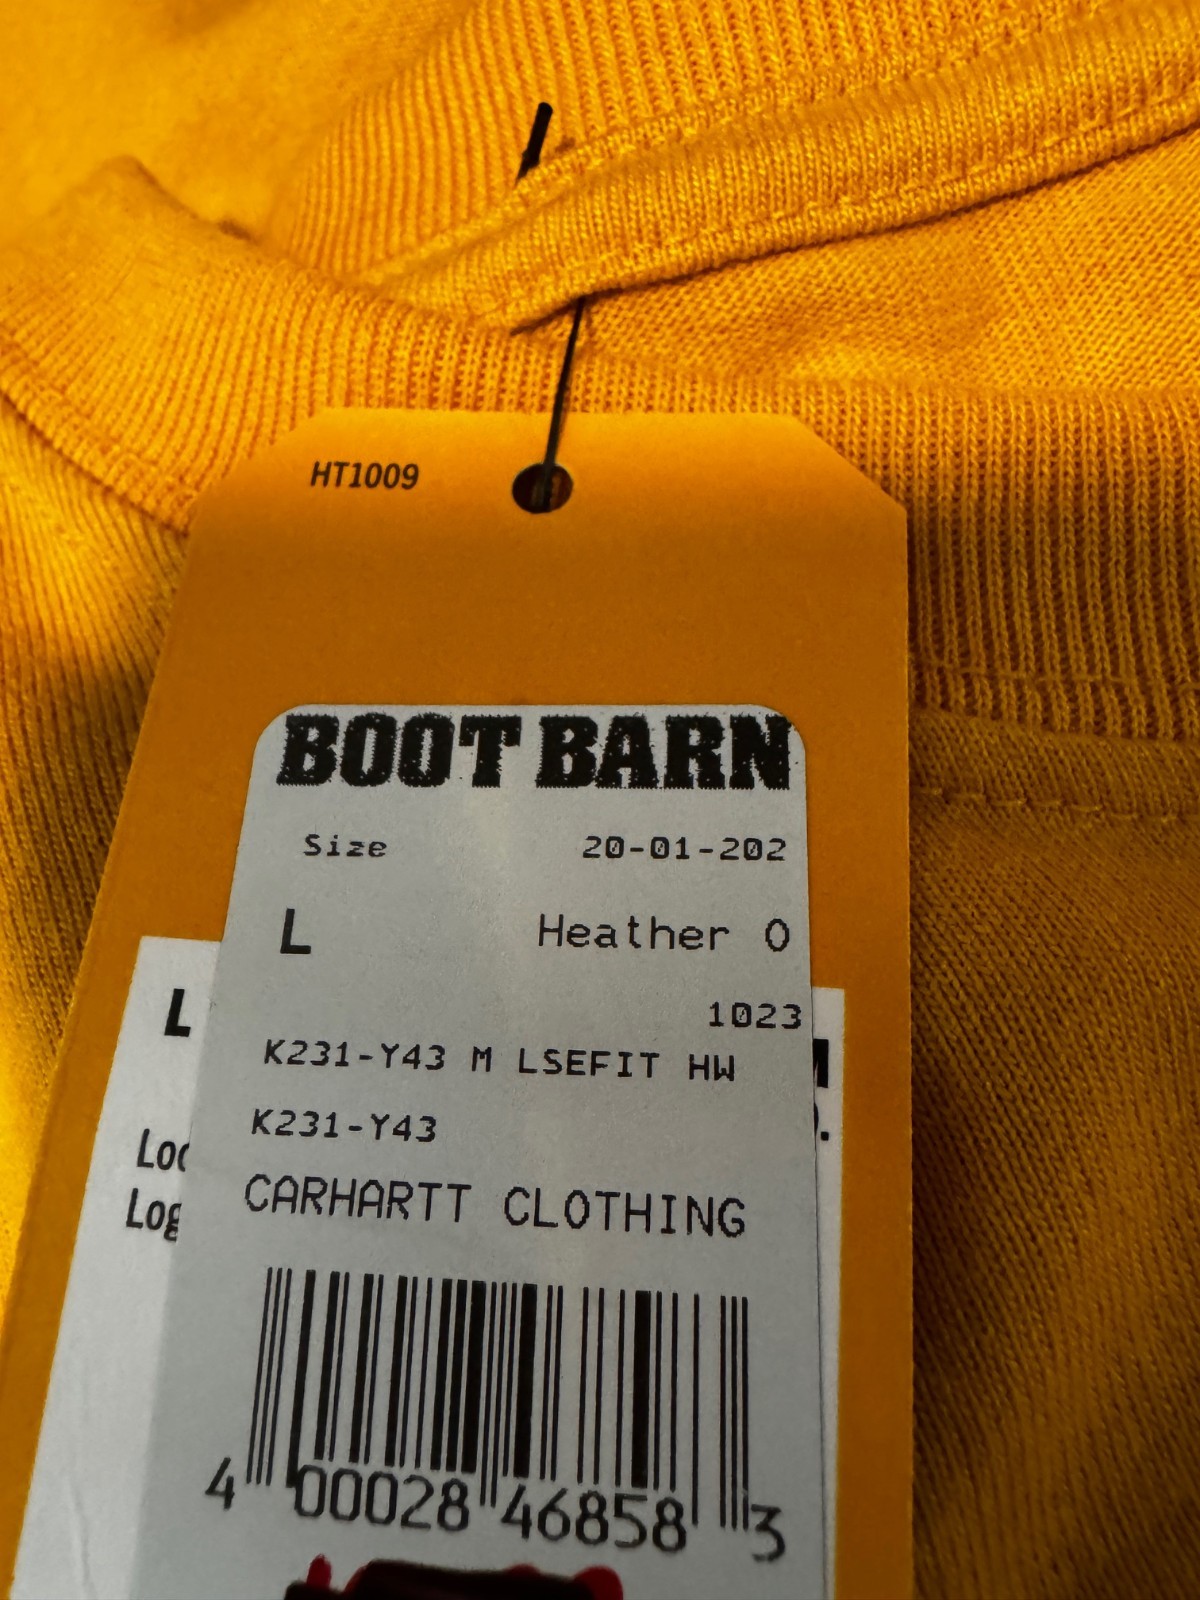 HT1009
BOOT BARN
Size 20-01-202
L Heather O
1023
L
K231-Y43 M LSEFIT HW
K231-Y43
CARHARTT CLOTHING
4 00028 46858 3